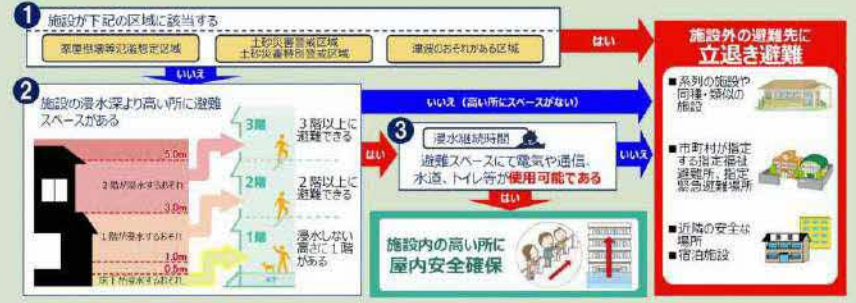 1 施設が下記の区域に該当する
家屋倒壊等氾濫想定区域
土砂災害警戒区域
土砂災害特別警戒区域
津波のおそれがある区域
はい
いいえ
2 施設の浸水深より高い所に避難
スペースがある
5.0m
2階が浸水するおそれ
3.0m
1階が浸水するおそれ
1.0m
0.5m
床下が浸水するおそれ
3階
3階以上に
避難できる
2階
2階以上に
避難できる
1階
浸水しない
高さに1階
がある
いいえ（高い所にスペースがない）
はい
3 浸水継続時間
避難スペースにて電気や通信、
水道、トイレ等が使用可能である
いいえ
はい
施設内の高い所に
屋内安全確保
施設外の避難先に
立退き避難
■系列の施設や
同種・類似の
施設
■市町村が指定
する指定福祉
避難所、指定
緊急避難場所
■近隣の安全な
場所
■宿泊施設